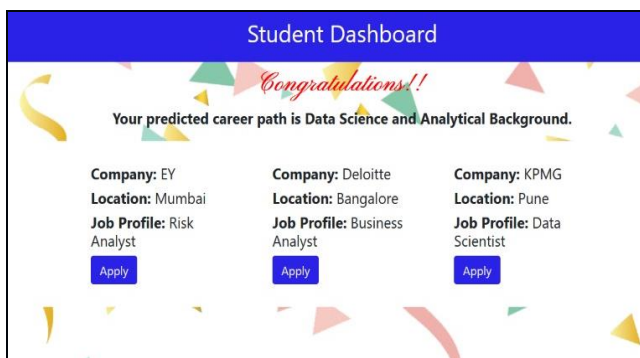 Student Dashboard
Congratulations!!
Your predicted career path is Data Science and Analytical Background.
Company: EY
Location: Mumbai
Job Profile: Risk
Analyst
Apply
Company: Deloitte
Location: Bangalore
Job Profile: Business
Analyst
Apply
Company: KPMG
Location: Pune
Job Profile: Data
Scientist
Apply